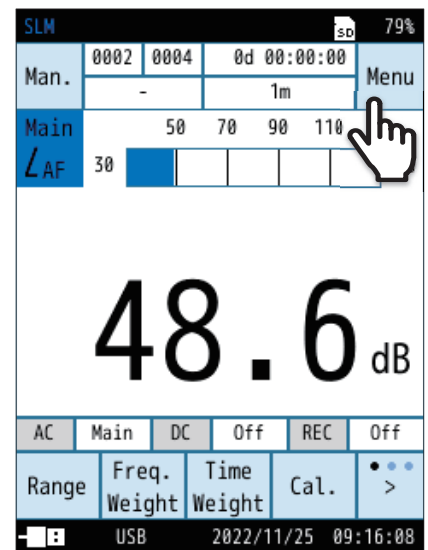 SLM SD 79%
Man. 0002 0004 0d 00:00:00 Menu
- 1m
Main 50 70 90 110
LAF 30
48.6 dB
AC Main DC Off REC Off
Range Freq. Weight Time Weight Cal. >
USB 2022/11/25 09:16:08